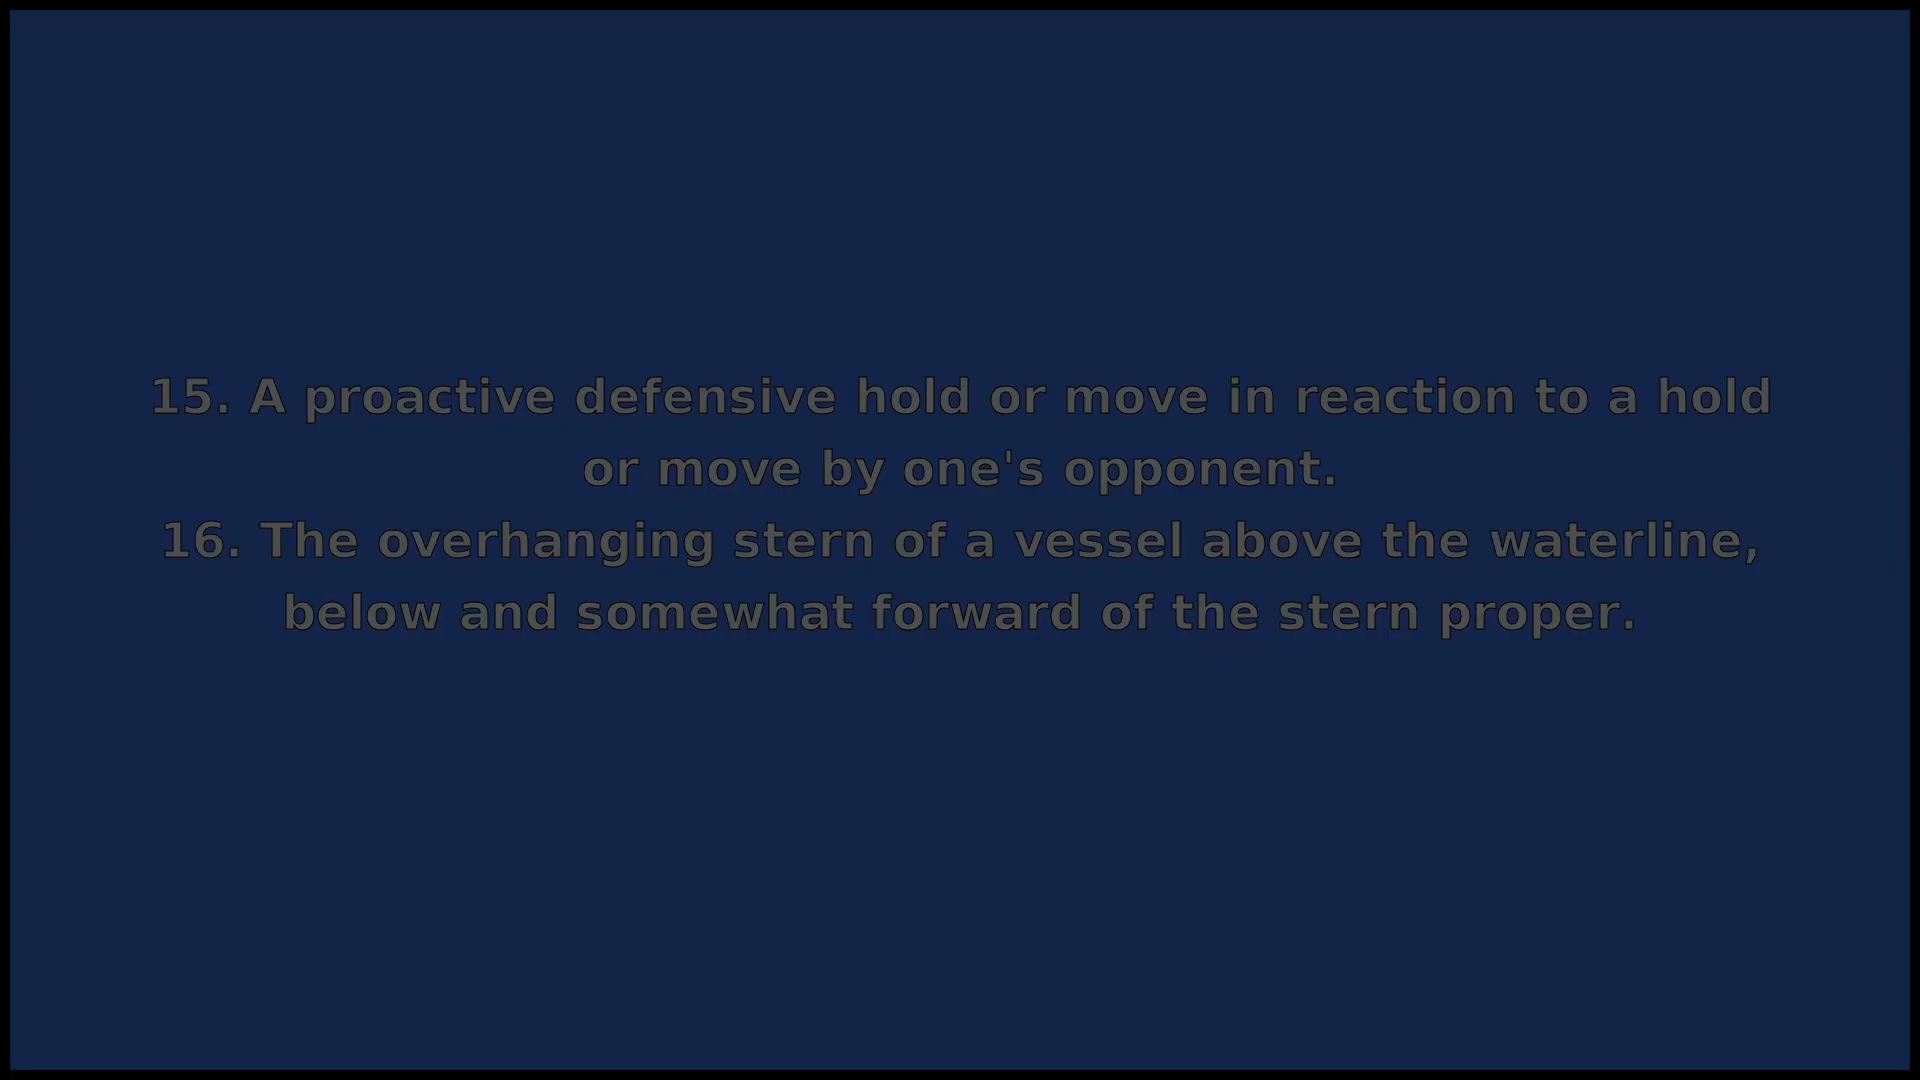 15. A proactive defensive hold or move in reaction to a hold
or move by one's opponent.
16. The overhanging stern of a vessel above the waterline,
below and somewhat forward of the stern proper.